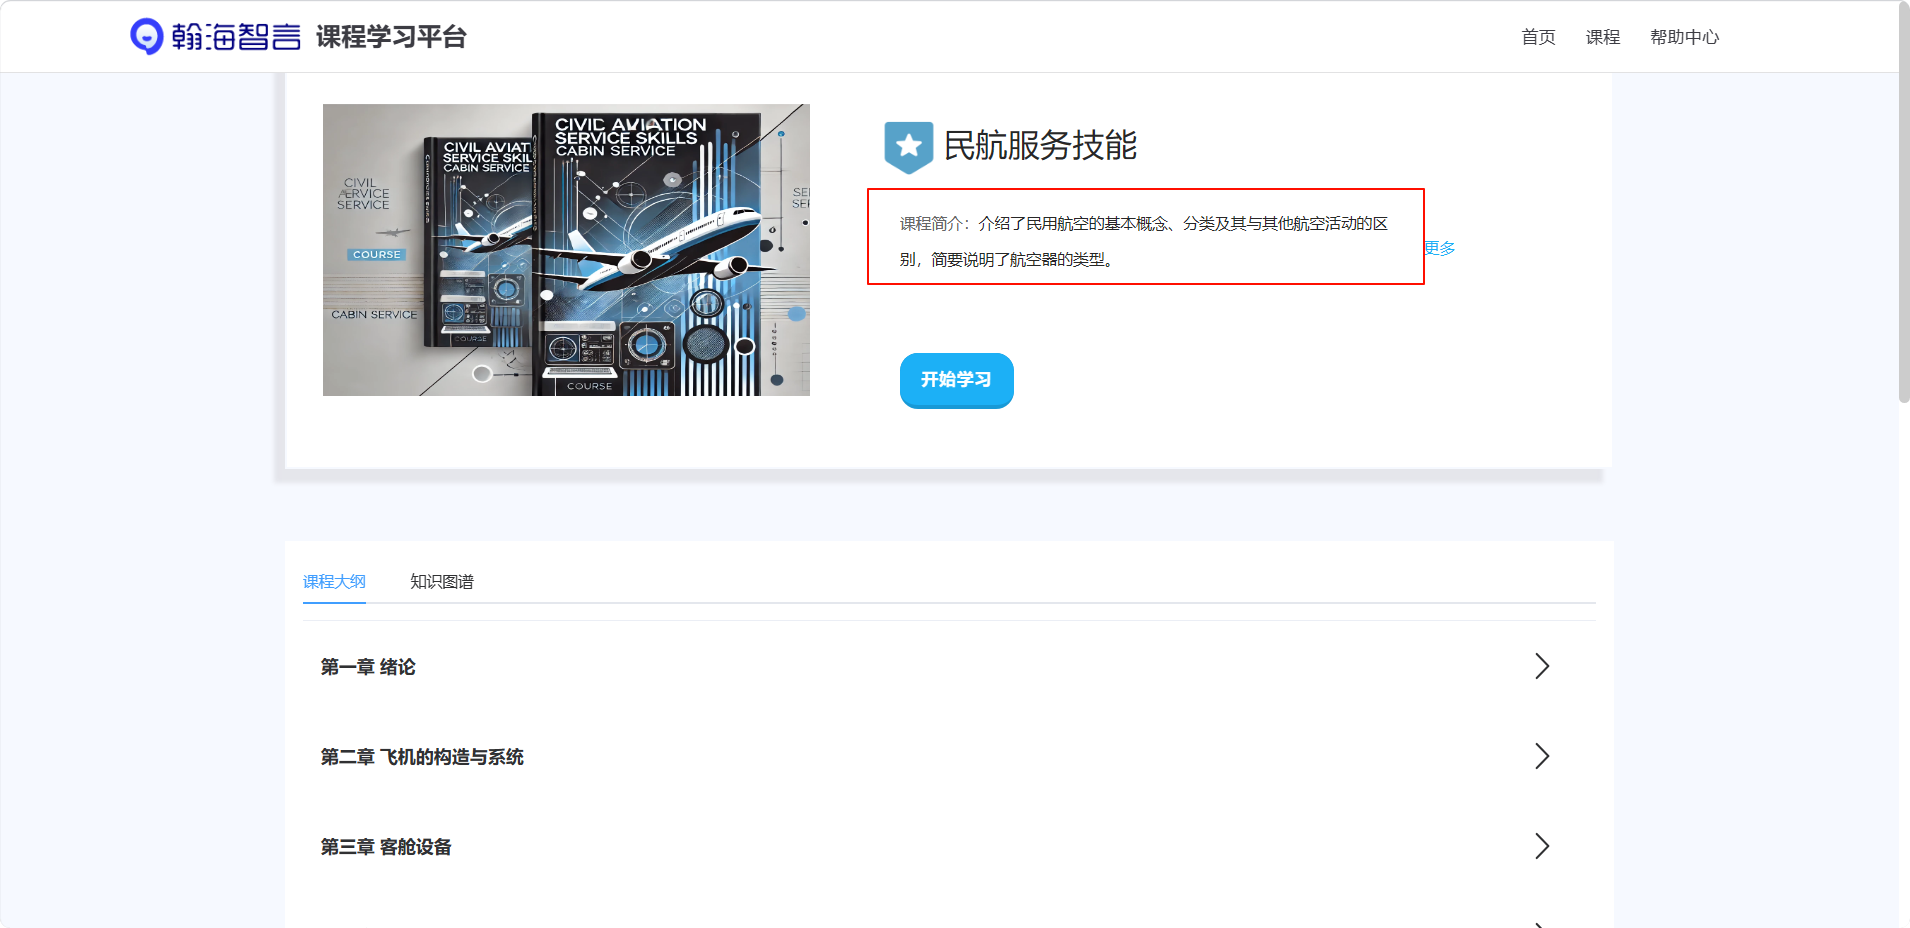 翰海智言 课程学习平台
首页 课程 帮助中心
CIVIL AVIATION
SERVICE SKILLS
CABIN SERVICE
CIVIL AVIAT
SERVICE SKIL
CABIN SERVICE
CIVIL
SERVICE
COURSE
CABIN SERVICE
COURSE
COURSE
民航服务技能
课程简介：介绍了民用航空的基本概念、分类及其与其他航空活动的区
别，简要说明了航空器的类型。
更多
开始学习
课程大纲 知识图谱
第一章 绪论
第二章 飞机的构造与系统
第三章 客舱设备